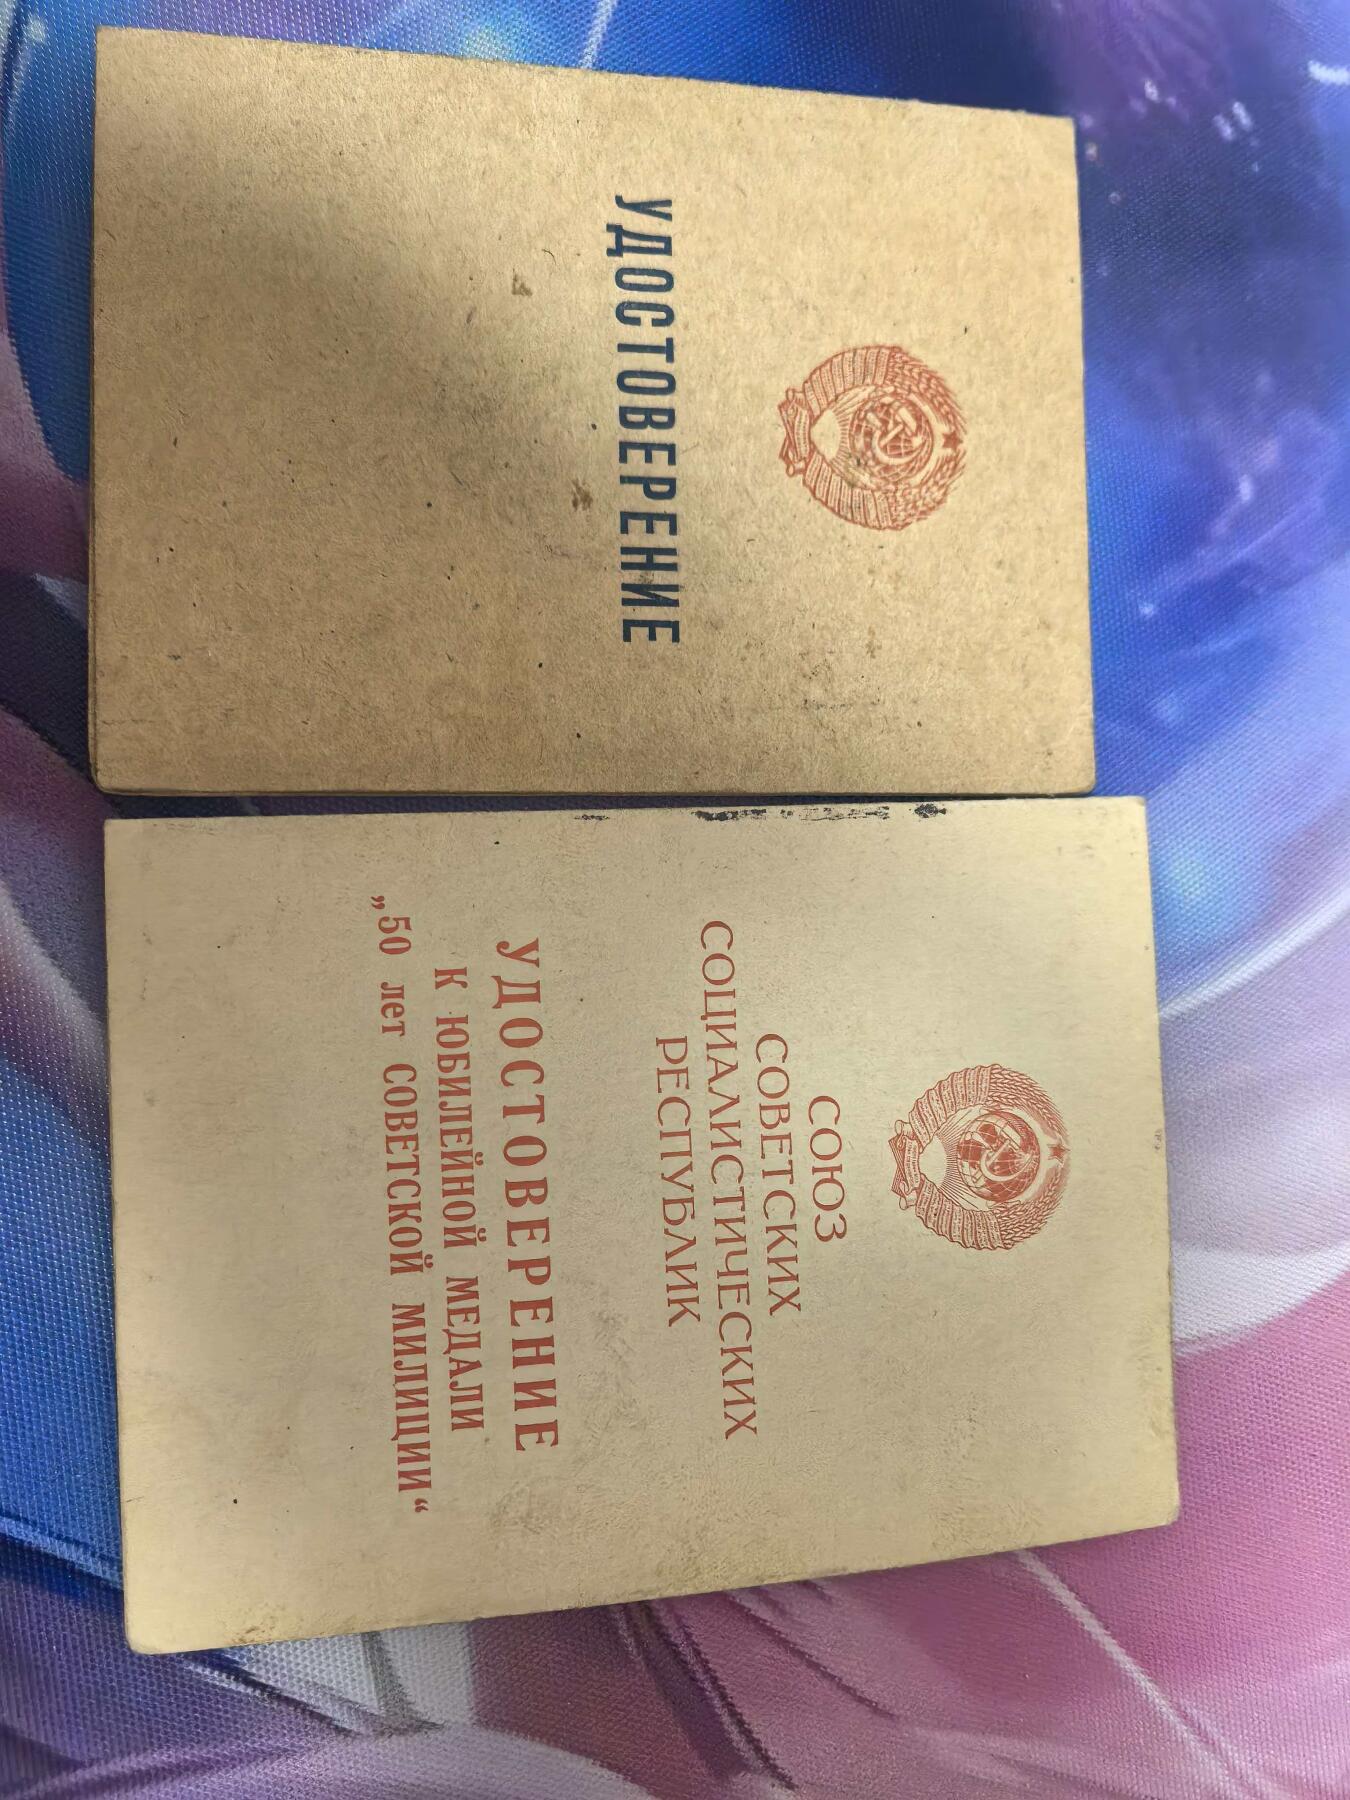 УДОСТОВЕРЕНИЕ
СОЮЗ
СОВЕТСКИХ
СОЦИАЛИСТИЧЕСКИХ
РЕСПУБЛИК
УДОСТОВЕРЕНИЕ
К ЮБИЛЕЙНОЙ МЕДАЛИ
„50 лет СОВЕТСКОЙ МИЛИЦИИ“